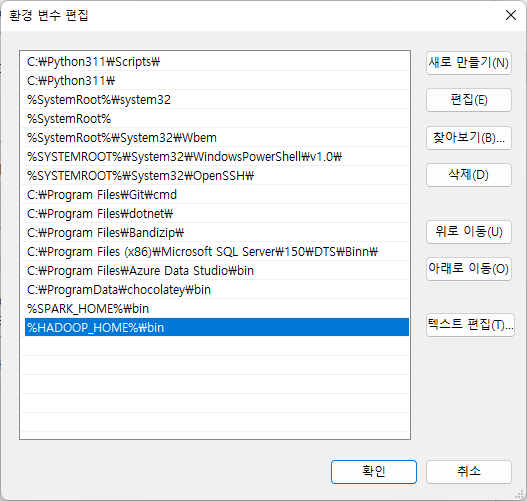 환경 변수 편집
C:₩Python311₩Scripts₩
C:₩Python311₩
%SystemRoot%₩system32
%SystemRoot%
%SystemRoot%₩System32₩Wbem
%SYSTEMROOT%₩System32₩WindowsPowerShell₩v1.0₩
%SYSTEMROOT%₩System32₩OpenSSH₩
C:₩Program Files₩Git₩cmd
C:₩Program Files₩dotnet₩
C:₩Program Files₩Bandizip₩
C:₩Program Files (x86)₩Microsoft SQL Server₩150₩DTS₩Binn₩
C:₩Program Files₩Azure Data Studio₩bin
C:₩ProgramData₩chocolatey₩bin
%SPARK_HOME%₩bin
%HADOOP_HOME%₩bin
새로 만들기(N)
편집(E)
찾아보기(B)...
삭제(D)
위로 이동(U)
아래로 이동(O)
텍스트 편집(T)...
확인
취소